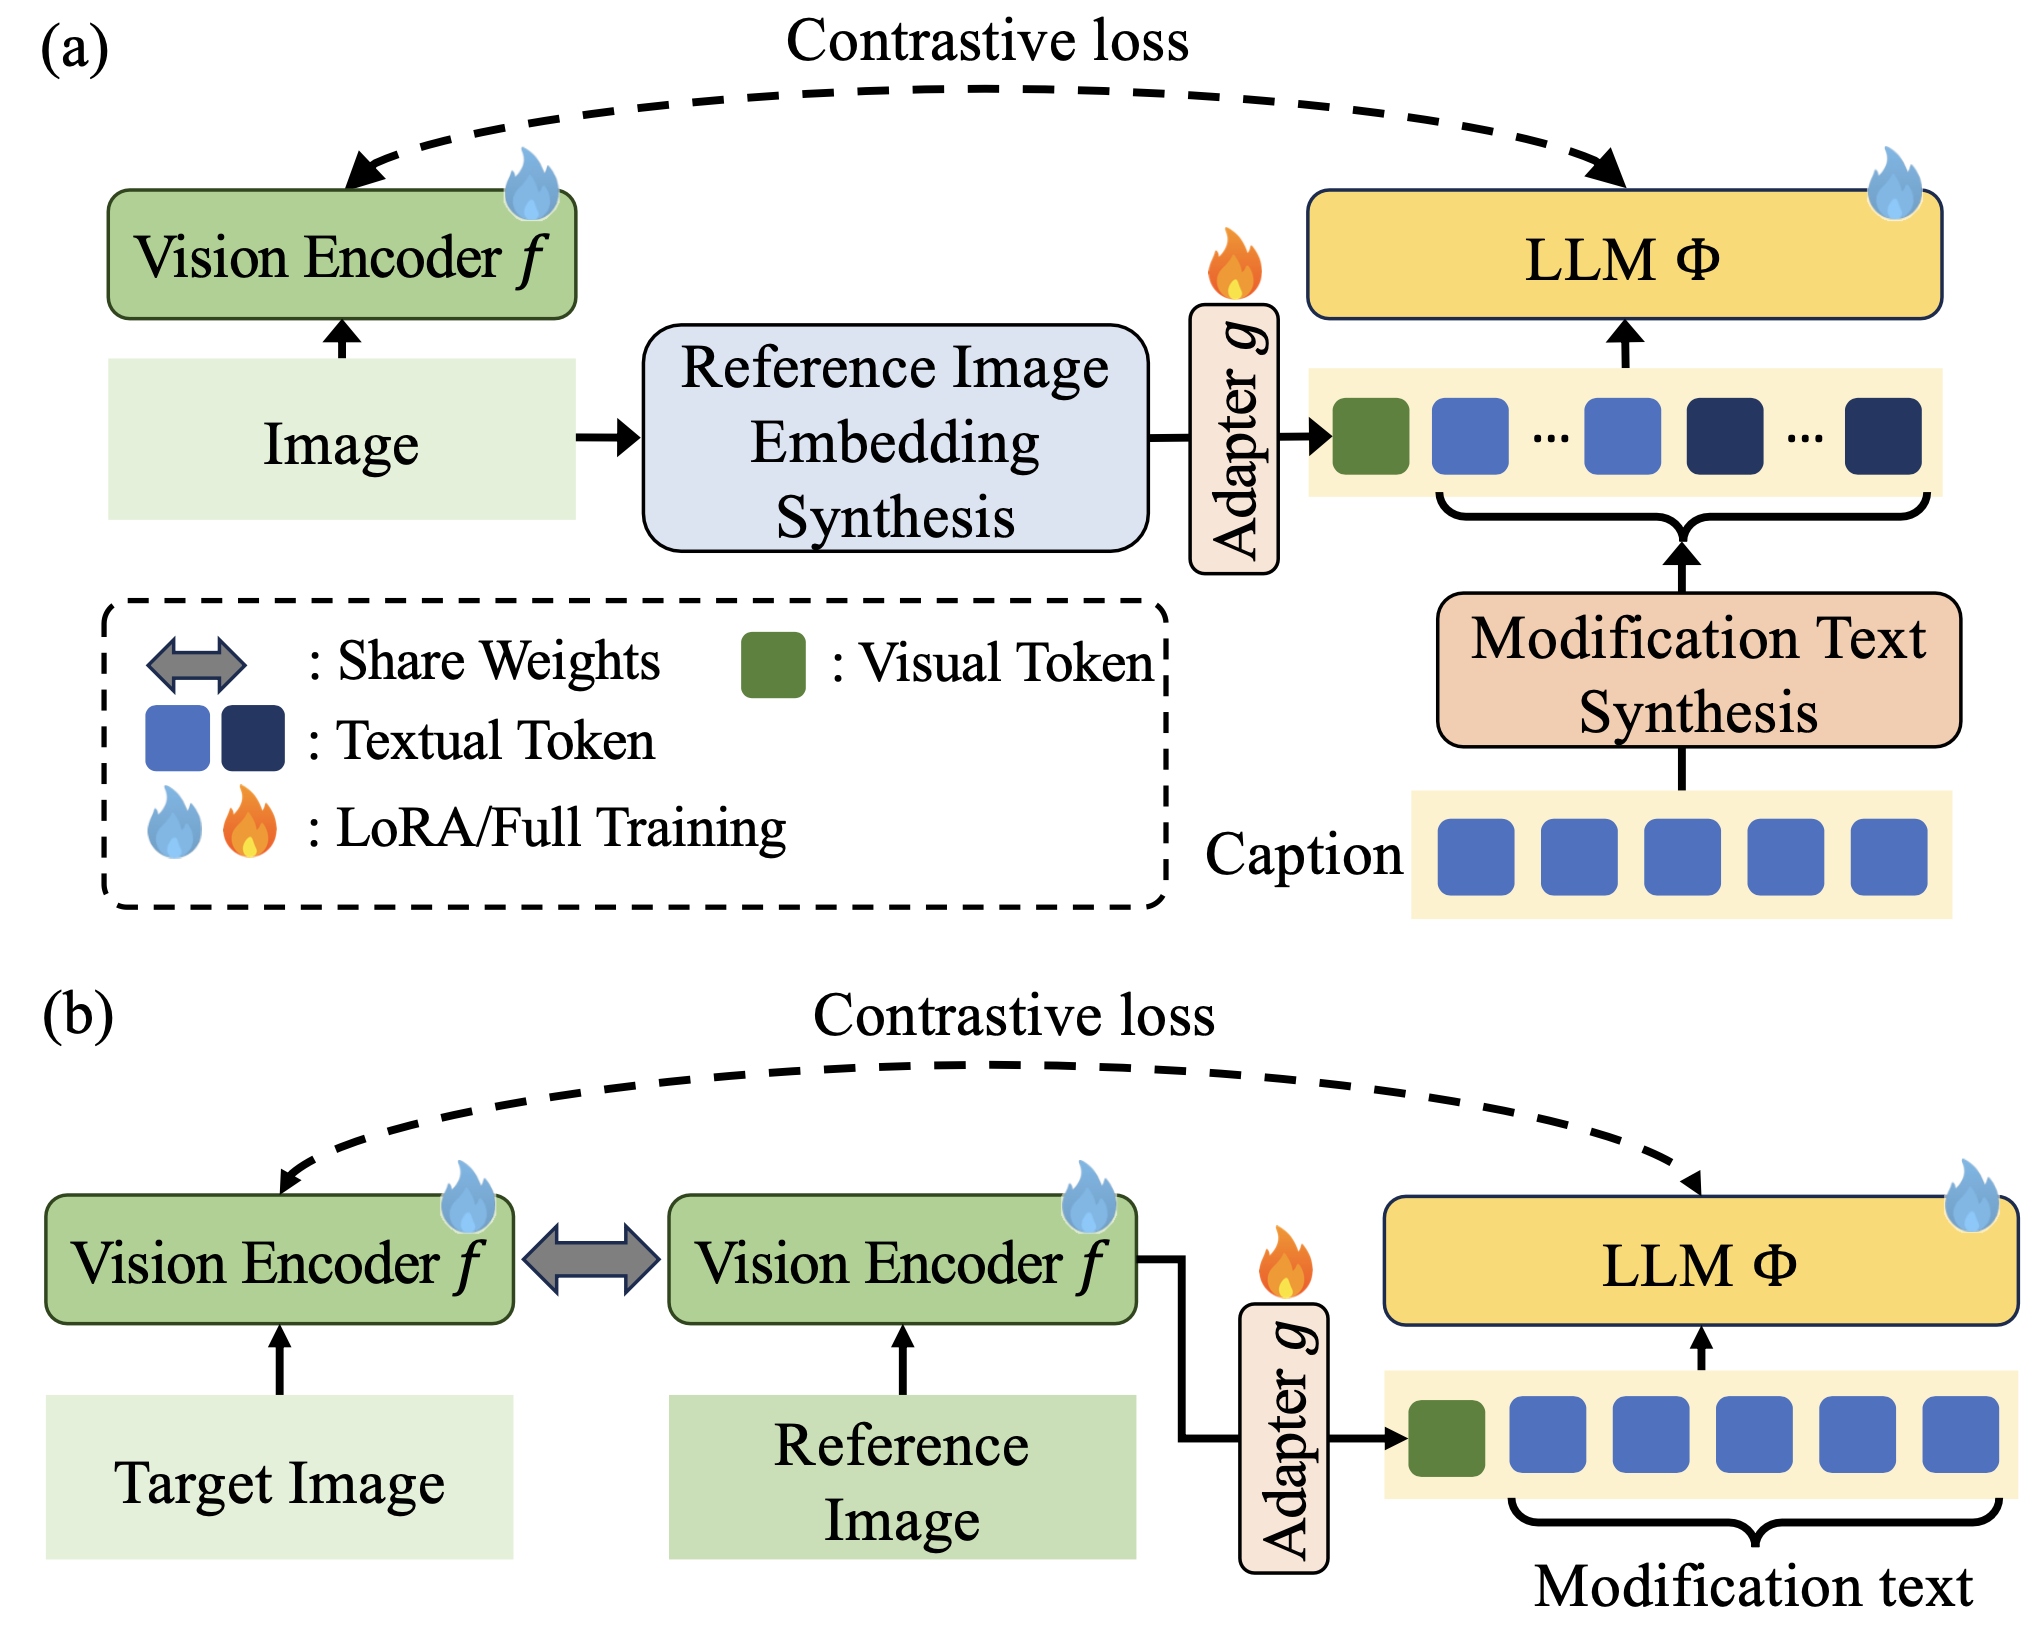 (a)
Contrastive loss
Vision Encoder f
LLM Φ
Image
Reference Image
Embedding
Synthesis
Adapter g
...
...
Modification Text
Synthesis
Caption
: Share Weights
: Visual Token
: Textual Token
: LoRA/Full Training
(b)
Contrastive loss
Vision Encoder f
Vision Encoder f
LLM Φ
Adapter g
Target Image
Reference
Image
Modification text